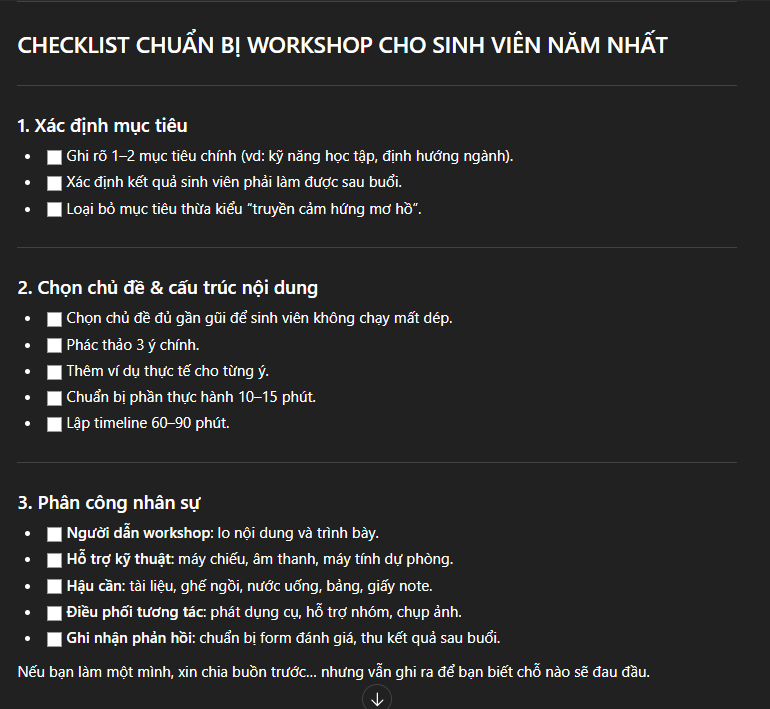 CHECKLIST CHUẨN BỊ WORKSHOP CHO SINH VIÊN NĂM NHẤT
1. Xác định mục tiêu
Ghi rõ 1–2 mục tiêu chính (vd: kỹ năng học tập, định hướng ngành).
Xác định kết quả sinh viên phải làm được sau buổi.
Loại bỏ mục tiêu thừa kiểu “truyền cảm hứng mơ hồ”.
2. Chọn chủ đề & cấu trúc nội dung
Chọn chủ đề đủ gần gũi để sinh viên không chạy mất dép.
Phác thảo 3 ý chính.
Thêm ví dụ thực tế cho từng ý.
Chuẩn bị phần thực hành 10–15 phút.
Lập timeline 60–90 phút.
3. Phân công nhân sự
Người dẫn workshop: lo nội dung và trình bày.
Hỗ trợ kỹ thuật: máy chiếu, âm thanh, máy tính dự phòng.
Hậu cần: tài liệu, ghế ngồi, nước uống, bảng, giấy note.
Điều phối tương tác: phát dụng cụ, hỗ trợ nhóm, chụp ảnh.
Ghi nhận phản hồi: chuẩn bị form đánh giá, thu kết quả sau buổi.
Nếu bạn làm một mình, xin chia buồn trước… nhưng vẫn ghi ra để bạn biết chỗ nào sẽ đau đầu.